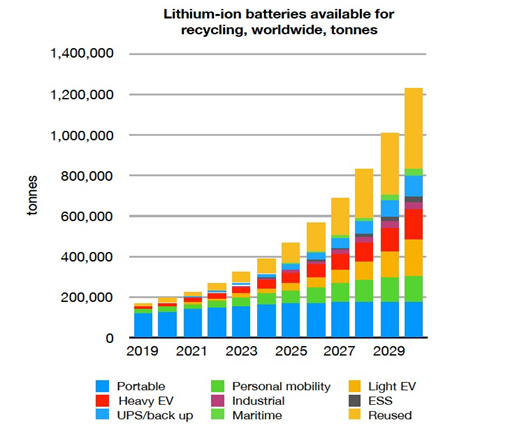 Lithium-ion batteries available for
recycling, worldwide, tonnes
1,400,000
1,200,000
1,000,000
800,000
600,000
400,000
200,000
0
tonnes
2019 2021 2023 2025 2027 2029
Portable Personal mobility Light EV
Heavy EV Industrial ESS
UPS/back up Maritime Reused